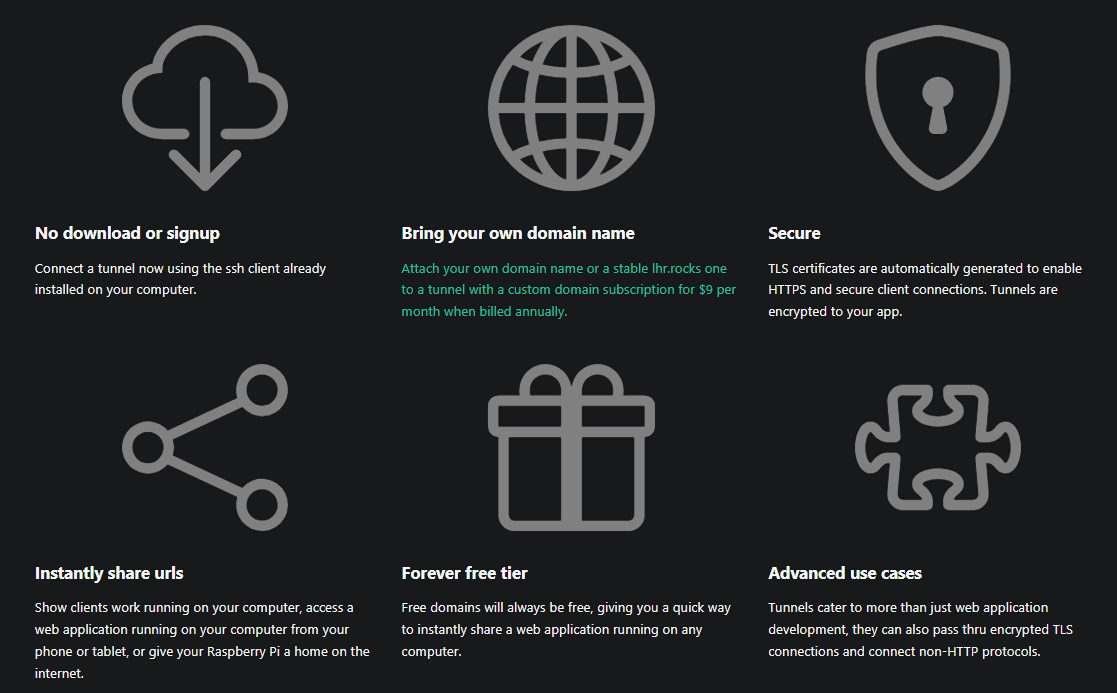 No download or signup
Connect a tunnel now using the ssh client already
installed on your computer.
Bring your own domain name
Attach your own domain name or a stable lhr.rocks one
to a tunnel with a custom domain subscription for $9 per
month when billed annually.
Secure
TLS certificates are automatically generated to enable
HTTPS and secure client connections. Tunnels are
encrypted to your app.
Instantly share urls
Show clients work running on your computer, access a
web application running on your computer from your
phone or tablet, or give your Raspberry Pi a home on the
internet.
Forever free tier
Free domains will always be free, giving you a quick way
to instantly share a web application running on any
computer.
Advanced use cases
Tunnels cater to more than just web application
development, they can also pass thru encrypted TLS
connections and connect non-HTTP protocols.